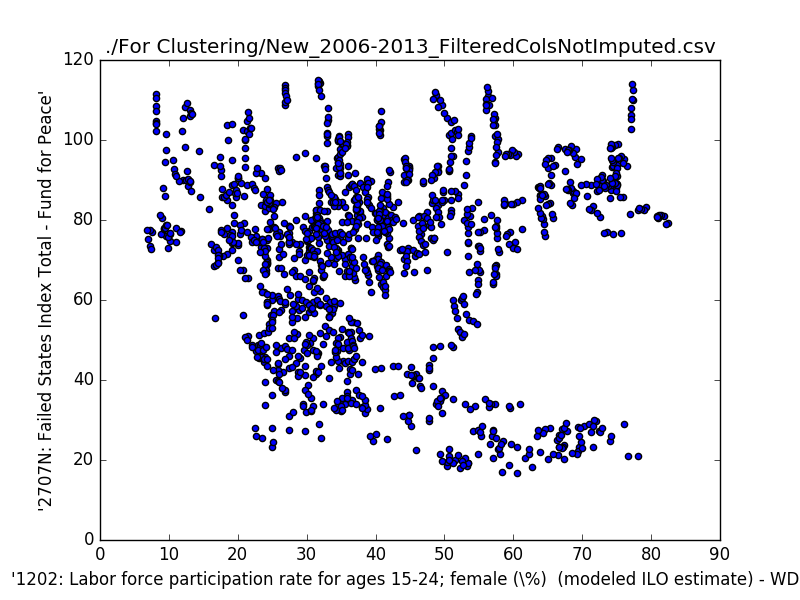 ./For Clustering/New_2006-2013_FilteredColsNotImputed.csv
'2707N: Failed States Index Total - Fund for Peace'
120
100
80
60
40
20
0
0 10 20 30 40 50 60 70 80 90
'1202: Labor force participation rate for ages 15-24; female (\%)  (modeled ILO estimate) - WD